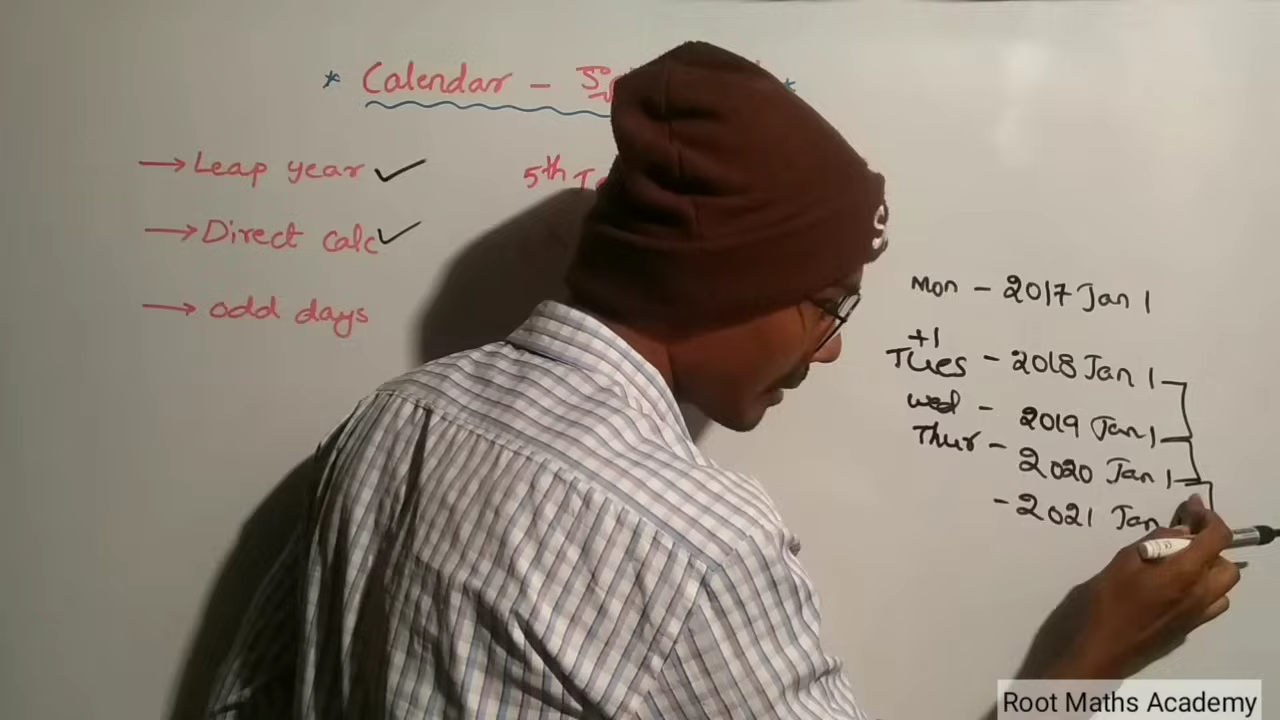 * Calendar - *
→ Leap year ✓
5th
→ Direct calc ✓
→ odd days
S
Mon - 2017 Jan 1
+1
Tues - 2018 Jan 1
wed - 2019 Jan 1
Thur - 2020 Jan 1
- 2021 Jan
Root Maths Academy